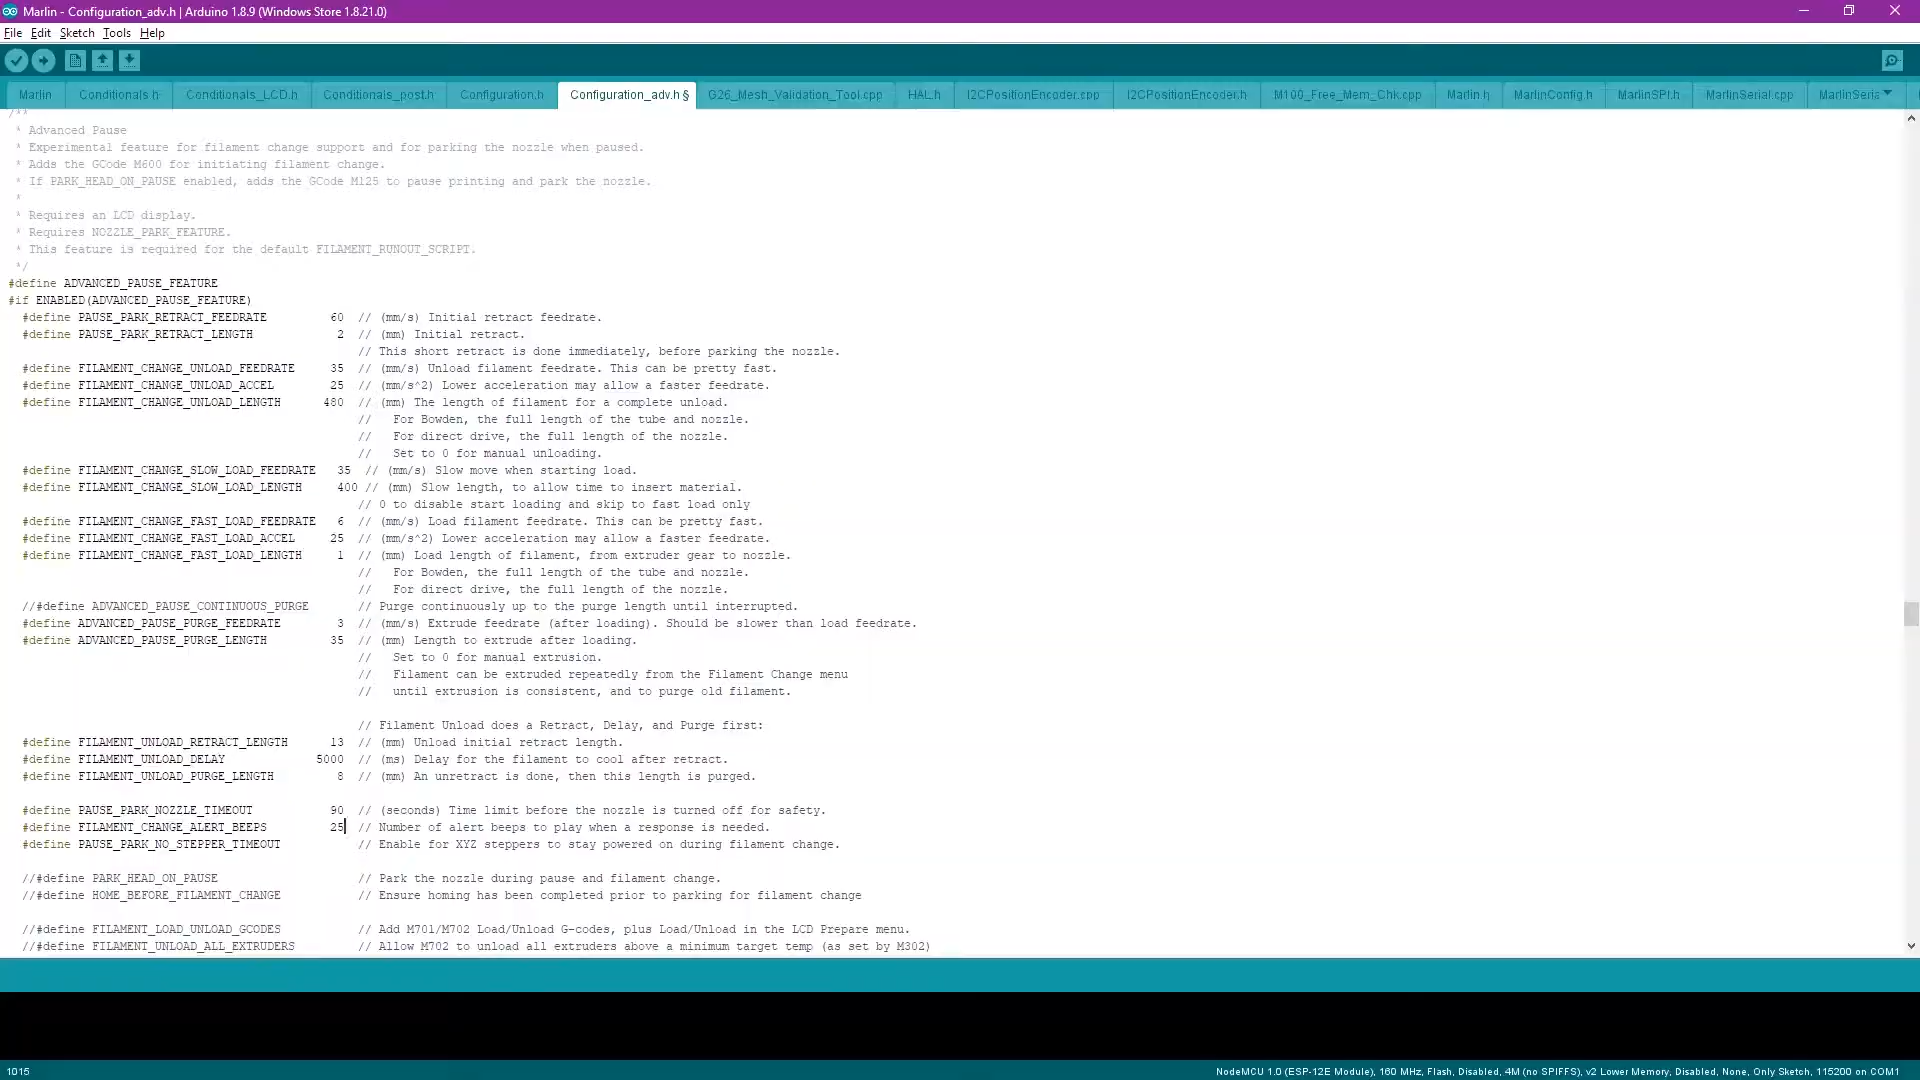 Marlin - Configuration_adv.h | Arduino 1.8.9 (Windows Store 1.8.21.0)
File Edit Sketch Tools Help
Marlin Conditionals.h Conditionals_LCD.h Conditionals_post.h Configuration.h Configuration_adv.h § G26_Mesh_Validation_Tool.cpp HAL.h I2CPositionEncoder.cpp I2CPositionEncoder.h M100_Free_Mem_Chk.cpp Marlin.h MarlinConfig.h MarlinSPI.h MarlinSerial.cpp MarlinSeria
/**
* Advanced Pause
* Experimental feature for filament change support and for parking the nozzle when paused.
* Adds the GCode M600 for initiating filament change.
* If PARK_HEAD_ON_PAUSE enabled, adds the GCode M125 to pause printing and park the nozzle.
*
* Requires an LCD display.
* Requires NOZZLE_PARK_FEATURE.
* This feature is required for the default FILAMENT_RUNOUT_SCRIPT.
*/
#define ADVANCED_PAUSE_FEATURE
#if ENABLED(ADVANCED_PAUSE_FEATURE)
#define PAUSE_PARK_RETRACT_FEEDRATE 60 // (mm/s) Initial retract feedrate.
#define PAUSE_PARK_RETRACT_LENGTH 2 // (mm) Initial retract.
// This short retract is done immediately, before parking the nozzle.
#define FILAMENT_CHANGE_UNLOAD_FEEDRATE 35 // (mm/s) Unload filament feedrate. This can be pretty fast.
#define FILAMENT_CHANGE_UNLOAD_ACCEL 25 // (mm/s^2) Lower acceleration may allow a faster feedrate.
#define FILAMENT_CHANGE_UNLOAD_LENGTH 480 // (mm) The length of filament for a complete unload.
// For Bowden, the full length of the tube and nozzle.
// For direct drive, the full length of the nozzle.
// Set to 0 for manual unloading.
#define FILAMENT_CHANGE_SLOW_LOAD_FEEDRATE 35 // (mm/s) Slow move when starting load.
#define FILAMENT_CHANGE_SLOW_LOAD_LENGTH 400 // (mm) Slow length, to allow time to insert material.
// 0 to disable start loading and skip to fast load only
#define FILAMENT_CHANGE_FAST_LOAD_FEEDRATE 6 // (mm/s) Load filament feedrate. This can be pretty fast.
#define FILAMENT_CHANGE_FAST_LOAD_ACCEL 25 // (mm/s^2) Lower acceleration may allow a faster feedrate.
#define FILAMENT_CHANGE_FAST_LOAD_LENGTH 1 // (mm) Load length of filament, from extruder gear to nozzle.
// For Bowden, the full length of the tube and nozzle.
// For direct drive, the full length of the nozzle.
//#define ADVANCED_PAUSE_CONTINUOUS_PURGE // Purge continuously up to the purge length until interrupted.
#define ADVANCED_PAUSE_PURGE_FEEDRATE 3 // (mm/s) Extrude feedrate (after loading). Should be slower than load feedrate.
#define ADVANCED_PAUSE_PURGE_LENGTH 35 // (mm) Length to extrude after loading.
// Set to 0 for manual extrusion.
// Filament can be extruded repeatedly from the Filament Change menu
// until extrusion is consistent, and to purge old filament.
// Filament Unload does a Retract, Delay, and Purge first:
#define FILAMENT_UNLOAD_RETRACT_LENGTH 13 // (mm) Unload initial retract length.
#define FILAMENT_UNLOAD_DELAY 5000 // (ms) Delay for the filament to cool after retract.
#define FILAMENT_UNLOAD_PURGE_LENGTH 8 // (mm) An unretract is done, then this length is purged.
#define PAUSE_PARK_NOZZLE_TIMEOUT 90 // (seconds) Time limit before the nozzle is turned off for safety.
#define FILAMENT_CHANGE_ALERT_BEEPS 25 // Number of alert beeps to play when a response is needed.
#define PAUSE_PARK_NO_STEPPER_TIMEOUT // Enable for XYZ steppers to stay powered on during filament change.
//#define PARK_HEAD_ON_PAUSE // Park the nozzle during pause and filament change.
//#define HOME_BEFORE_FILAMENT_CHANGE // Ensure homing has been completed prior to parking for filament change
//#define FILAMENT_LOAD_UNLOAD_GCODES // Add M701/M702 Load/Unload G-codes, plus Load/Unload in the LCD Prepare menu.
//#define FILAMENT_UNLOAD_ALL_EXTRUDERS // Allow M702 to unload all extruders above a minimum target temp (as set by M302)
1015 NodeMCU 1.0 (ESP-12E Module), 160 MHz, Flash, Disabled, 4M (no SPIFFS), v2 Lower Memory, Disabled, None, Only Sketch, 115200 on COM1